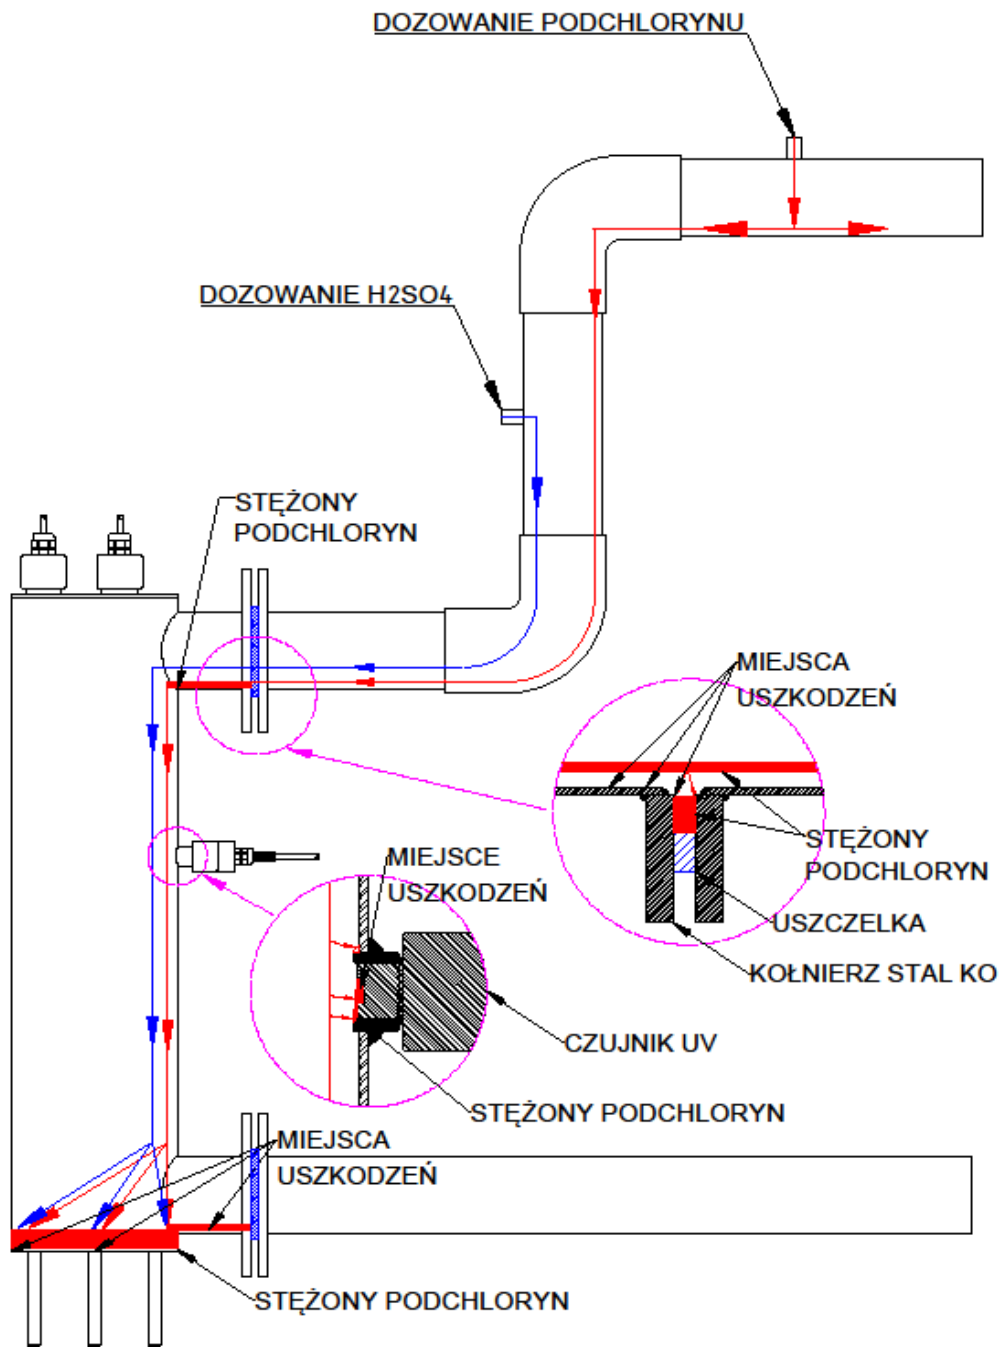 DOZOWANIE PODCHLORYNU
DOZOWANIE H2SO4
STĘŻONY
PODCHLORYN
MIEJSCA
USZKODZEŃ
STĘŻONY
PODCHLORYN
USZCZELKA
KOŁNIERZ STAL KO
MIEJSCE
USZKODZEŃ
CZUJNIK UV
STĘŻONY PODCHLORYN
MIEJSCA
USZKODZEŃ
STĘŻONY PODCHLORYN